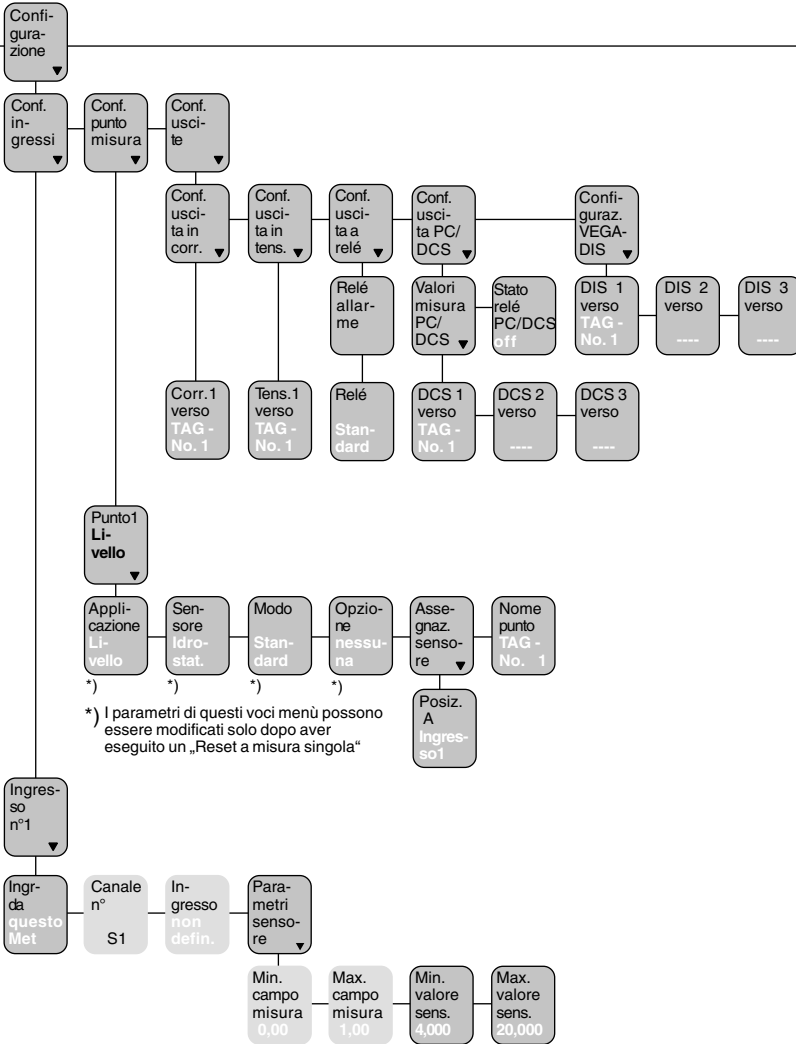 Confi-
gura-
zione
Conf.
in-
gressi
Conf.
punto
misura
Conf.
usci-
te
Conf.
usci-
ta in
corr.
Conf.
usci-
ta in
tens.
Conf.
usci-
ta a
relé
Conf.
usci-
ta PC/
DCS
Confi-
guraz.
VEGA-
DIS
Relé
allar-
me
Valori
misura
PC/
DCS
Stato
relé
PC/DCS
off
DIS 1
verso
TAG -
No. 1
DIS 2
verso
----
DIS 3
verso
----
Corr.1
verso
TAG -
No. 1
Tens.1
verso
TAG -
No. 1
Relé
Stan-
dard
DCS 1
verso
TAG -
No. 1
DCS 2
verso
----
DCS 3
verso
----
Punto1
Li-
vello
Appli-
cazione
Li-
vello
Sen-
sore
Idro-
stat.
Modo
Stan-
dard
Opzio-
ne
nessu-
na
Asse-
gnaz.
senso-
re
Nome
punto
TAG -
No. 1
*)
*)
*)
*)
*) I parametri di questi voci menù possono
essere modificati solo dopo aver
eseguito un „Reset a misura singola“
Posiz.
A
Ingres-
so1
Ingres-
so
n°1
Ingr-
da
questo
Met
Canale
n°
S1
In-
gresso
non
defin.
Para-
metri
senso-
re
Min.
campo
misura
0,00
Max.
campo
misura
1,00
Min.
valore
sens.
4,000
Max.
valore
sens.
20,000